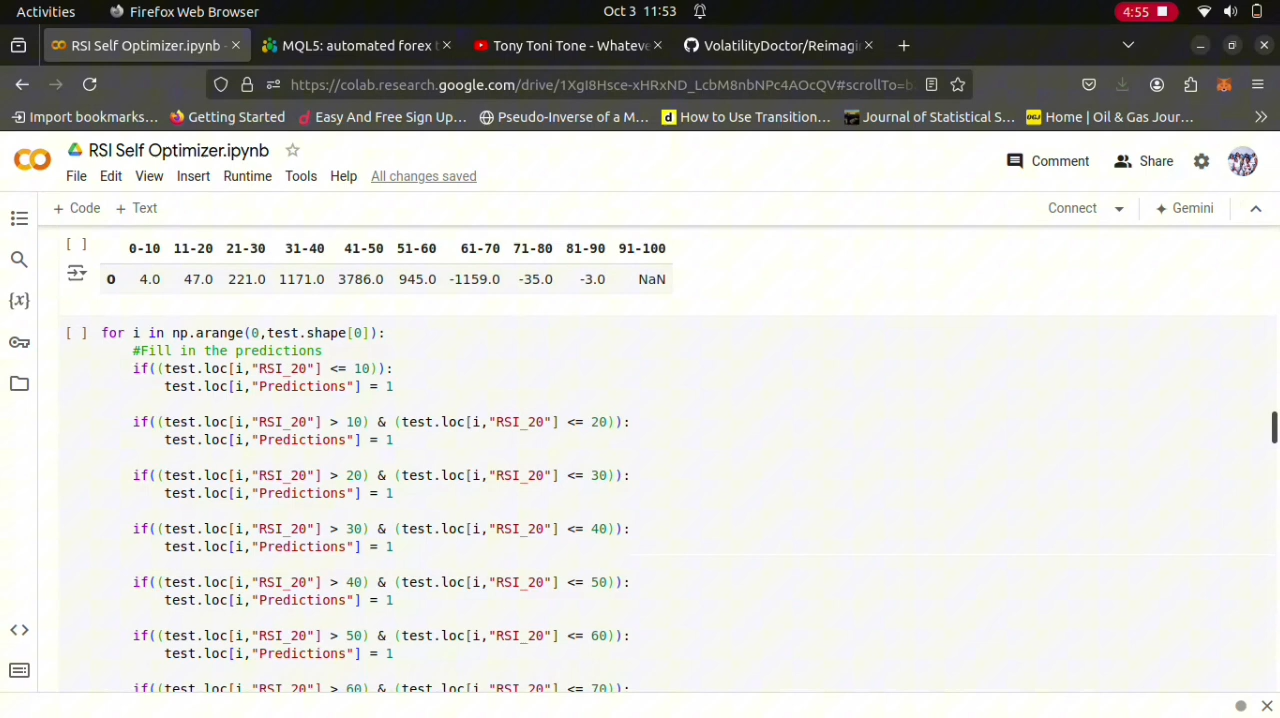 Activities Firefox Web Browser Oct 3 11:53 4:55
RSI Self Optimizer.ipynb × MQL5: automated forex t × Tony Toni Tone - Whateve × VolatilityDoctor/Reimagi × +
https://colab.research.google.com/drive/1XgI8Hsce-xHRxND_LcbM8nbNPc4AOcQV#scrollTo=b
Import bookmarks… Getting Started Easy And Free Sign Up… Pseudo-Inverse of a M… How to Use Transition… Journal of Statistical S… Home | Oil & Gas Jour…
RSI Self Optimizer.ipynb Comment Share
File Edit View Insert Runtime Tools Help All changes saved
+ Code + Text Connect Gemini
[ ] 0-10 11-20 21-30 31-40 41-50 51-60 61-70 71-80 81-90 91-100
0 4.0 47.0 221.0 1171.0 3786.0 945.0 -1159.0 -35.0 -3.0 NaN
[ ] for i in np.arange(0,test.shape[0]):
#Fill in the predictions
if((test.loc[i,"RSI_20"] <= 10)):
test.loc[i,"Predictions"] = 1
if((test.loc[i,"RSI_20"] > 10) & (test.loc[i,"RSI_20"] <= 20)):
test.loc[i,"Predictions"] = 1
if((test.loc[i,"RSI_20"] > 20) & (test.loc[i,"RSI_20"] <= 30)):
test.loc[i,"Predictions"] = 1
if((test.loc[i,"RSI_20"] > 30) & (test.loc[i,"RSI_20"] <= 40)):
test.loc[i,"Predictions"] = 1
if((test.loc[i,"RSI_20"] > 40) & (test.loc[i,"RSI_20"] <= 50)):
test.loc[i,"Predictions"] = 1
if((test.loc[i,"RSI_20"] > 50) & (test.loc[i,"RSI_20"] <= 60)):
test.loc[i,"Predictions"] = 1
if((test.loc[i,"RSI_20"] > 60) & (test.loc[i,"RSI_20"] <= 70)):